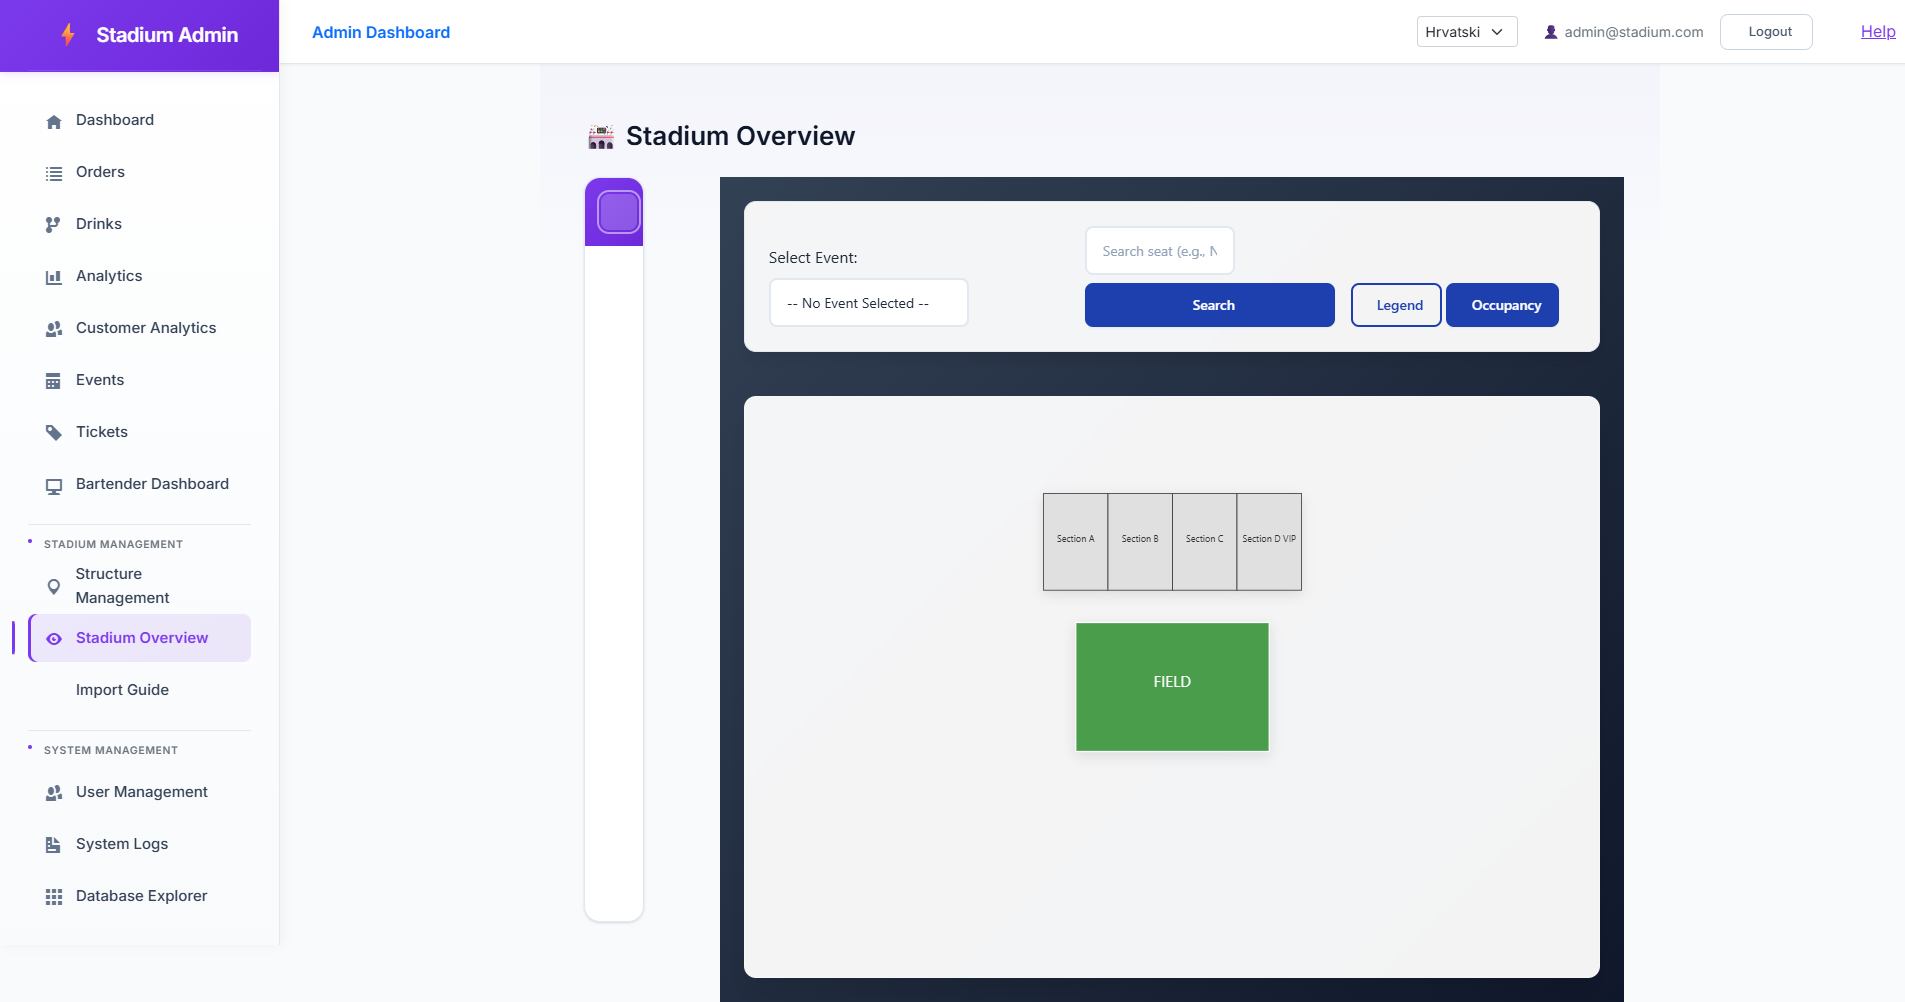 Stadium Admin
Admin Dashboard
Hrvatski
admin@stadium.com
Logout
Help
Dashboard
Orders
Drinks
Analytics
Customer Analytics
Events
Tickets
Bartender Dashboard
STADIUM MANAGEMENT
Structure
Management
Stadium Overview
Import Guide
SYSTEM MANAGEMENT
User Management
System Logs
Database Explorer
Stadium Overview
Select Event:
-- No Event Selected --
Search seat (e.g., N
Search
Legend
Occupancy
Section A
Section B
Section C
Section D VIP
FIELD